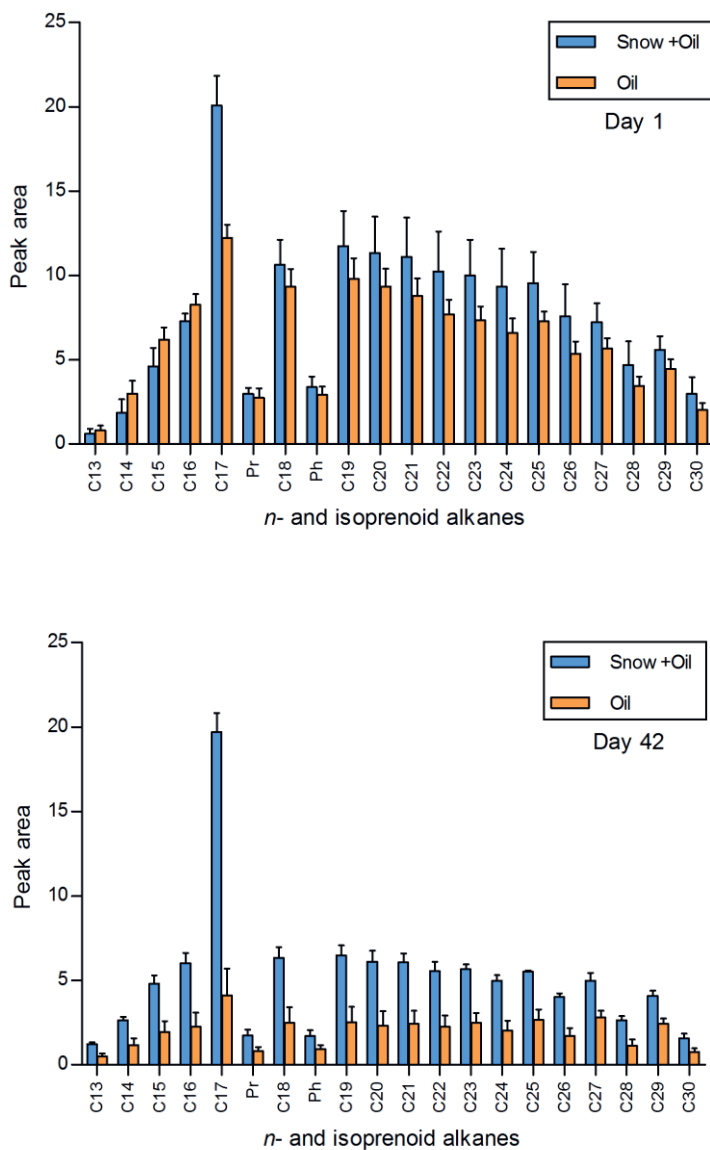 25
20
15
10
5
0
Peak area
Snow +Oil
Oil
Day 1
C13 C14 C15 C16 C17 Pr C18 Ph C19 C20 C21 C22 C23 C24 C25 C26 C27 C28 C29 C30
n- and isoprenoid alkanes
25
20
15
10
5
0
Peak area
Snow +Oil
Oil
Day 42
C13 C14 C15 C16 C17 Pr C18 Ph C19 C20 C21 C22 C23 C24 C25 C26 C27 C28 C29 C30
n- and isoprenoid alkanes